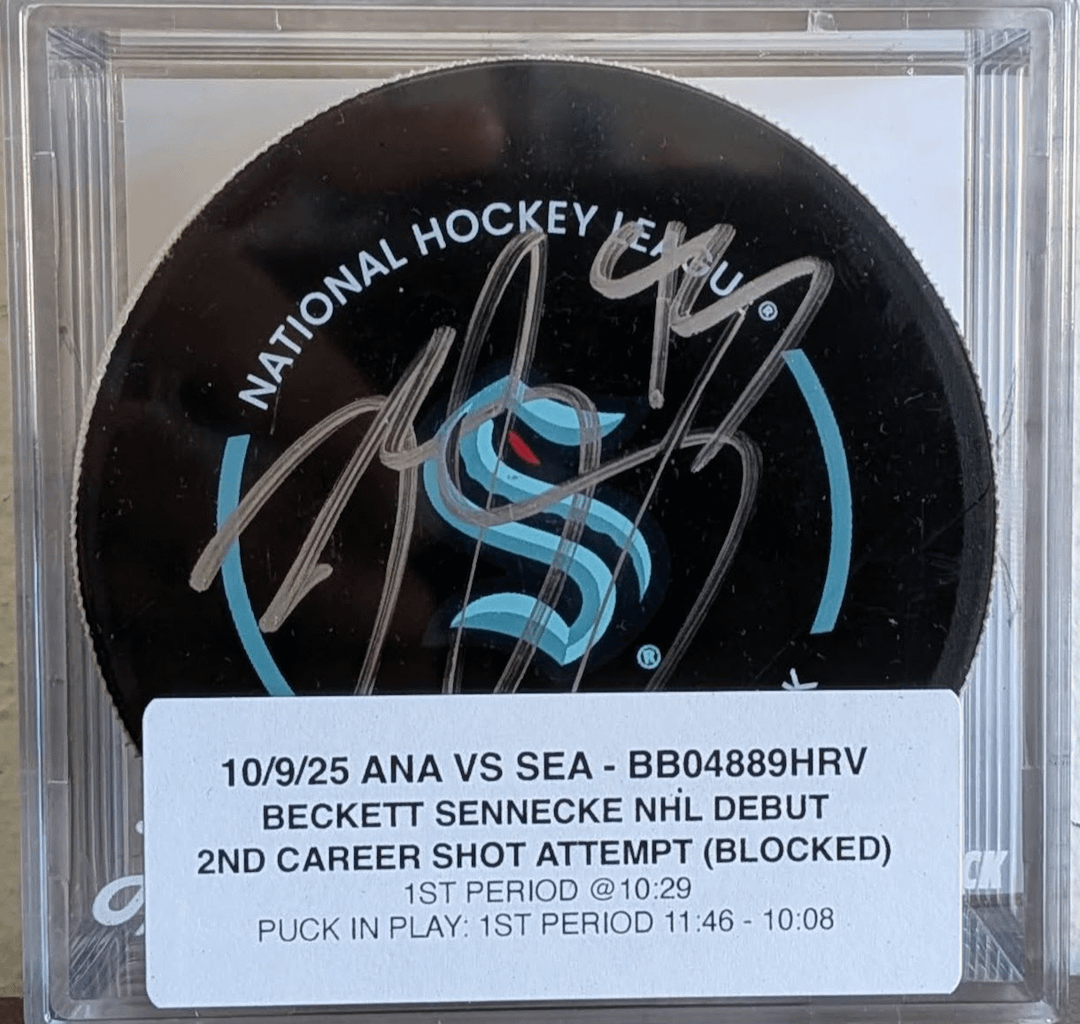 NATIONAL HOCKEY LEAGUE®
®
10/9/25 ANA VS SEA - BB04889HRV
BECKETT SENNECKE NHL DEBUT
2ND CAREER SHOT ATTEMPT (BLOCKED)
1ST PERIOD @10:29
PUCK IN PLAY: 1ST PERIOD 11:46 - 10:08